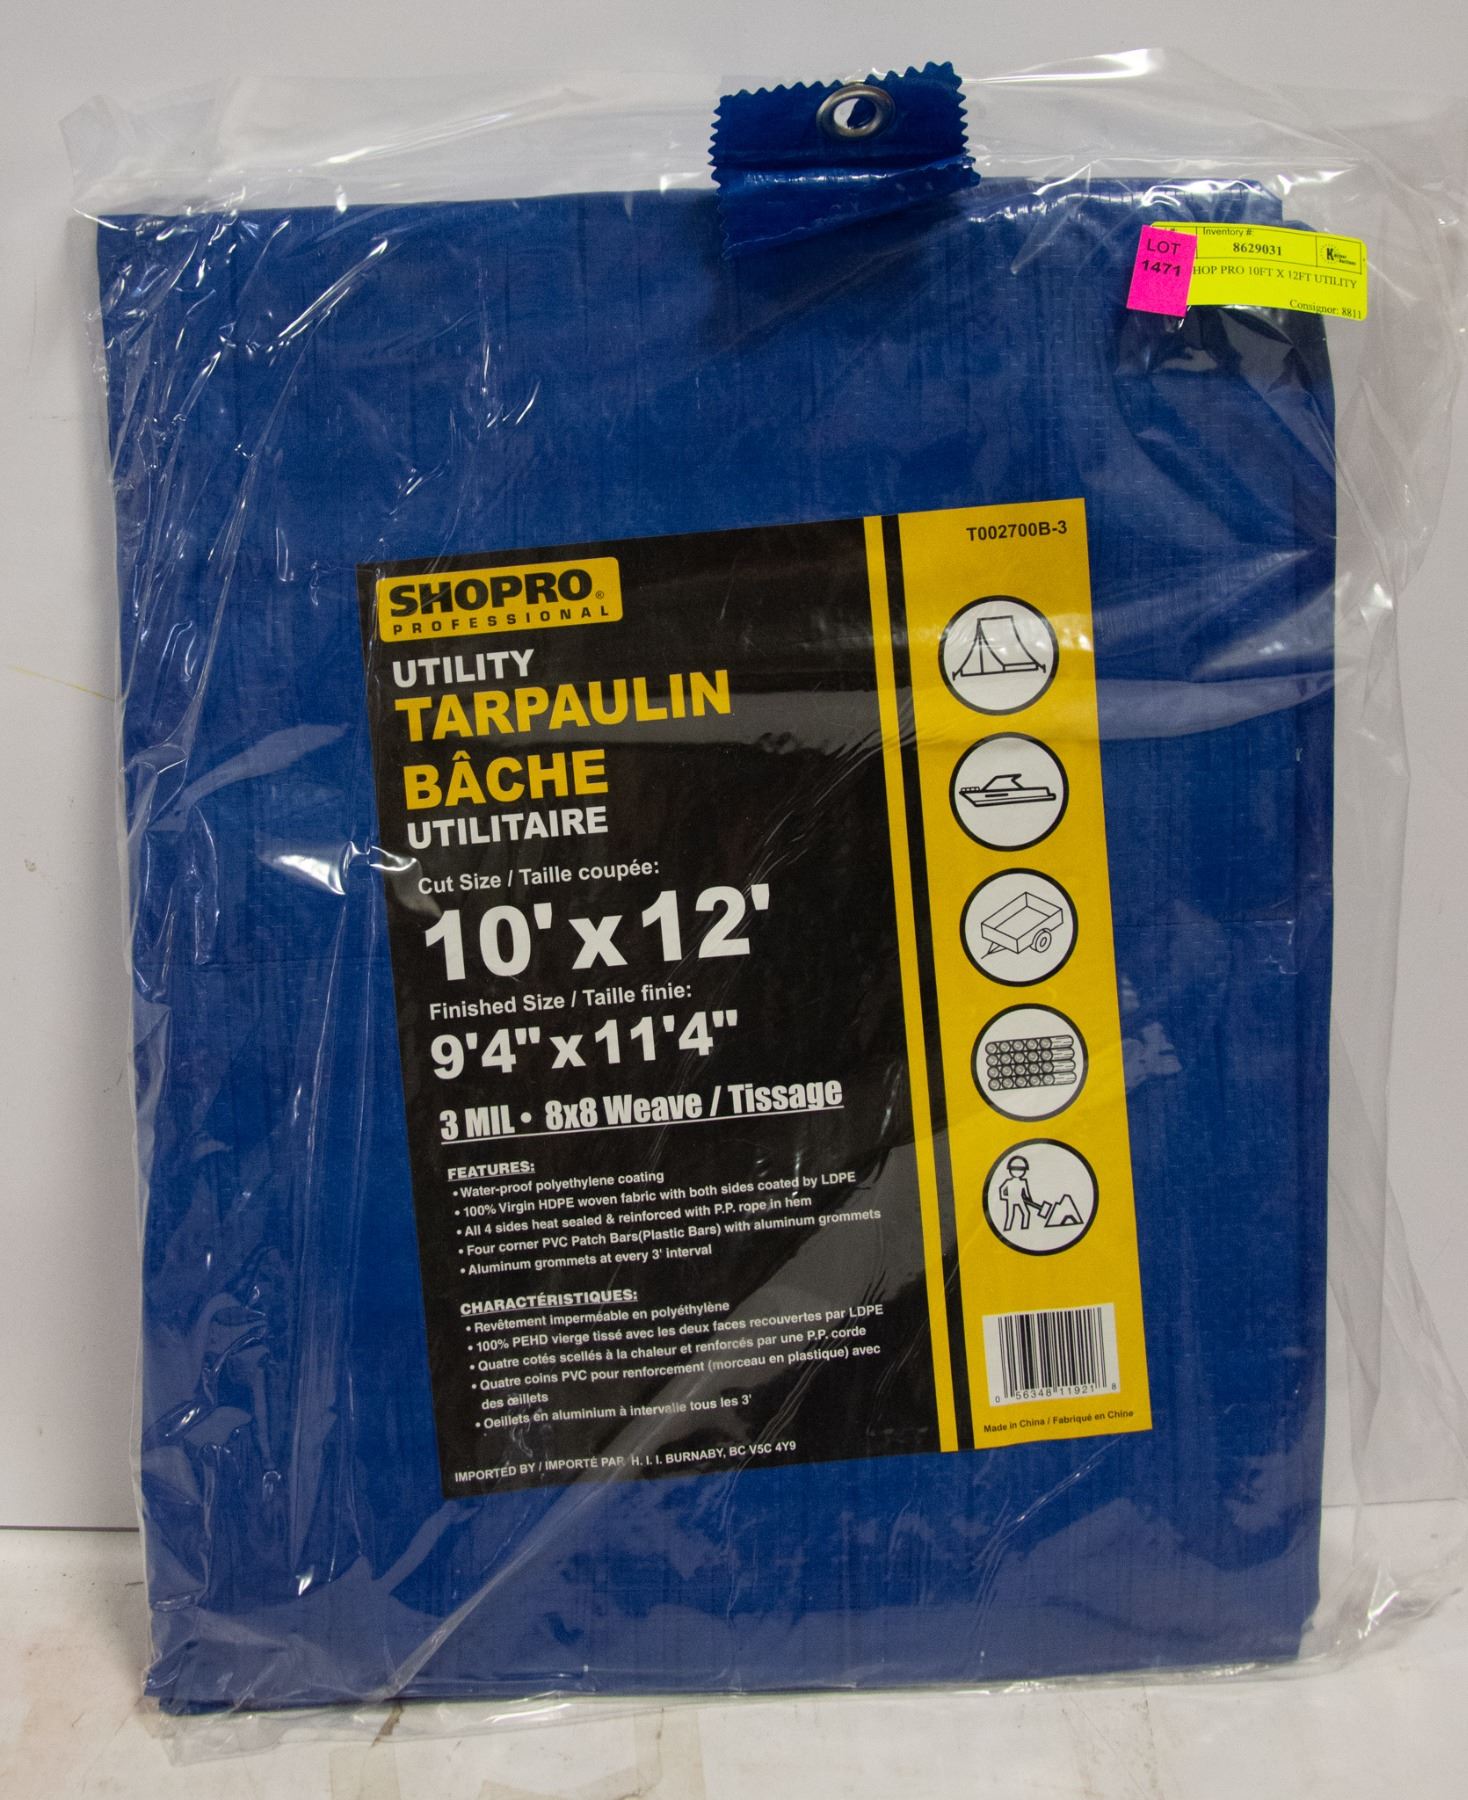 Inventory #:
8629031
LOT
1471
HOP PRO 10FT X 12FT UTILITY
Consignor: 8811
T002700B-3
SHOPRO®
PROFESSIONAL
UTILITY
TARPAULIN
BÂCHE
UTILITAIRE
Cut Size / Taille coupée:
10' x 12'
Finished Size / Taille finie:
9'4" x 11'4"
3 MIL • 8x8 Weave / Tissage
FEATURES:
• Water-proof polyethylene coating
• 100% Virgin HDPE woven fabric with both sides coated by LDPE
• All 4 sides heat sealed & reinforced with P.P. rope in hem
• Four corner PVC Patch Bars(Plastic Bars) with aluminum grommets
• Aluminum grommets at every 3' interval
CHARACTÉRISTIQUES:
• Revêtement imperméable en polyéthylène
• 100% PEHD vierge tissé avec les deux faces recouvertes par LDPE
• Quatre cotés scellés à la chaleur et renforcés par une P.P. corde
• Quatre coins PVC pour renforcement (morceau en plastique) avec
des œillets
• Oeillets en aluminium à intervalle tous les 3'
IMPORTED BY / IMPORTÉ PAR H. I. I. BURNABY, BC V5C 4Y9
0 56348 11921 8
Made in China / Fabriqué en Chine